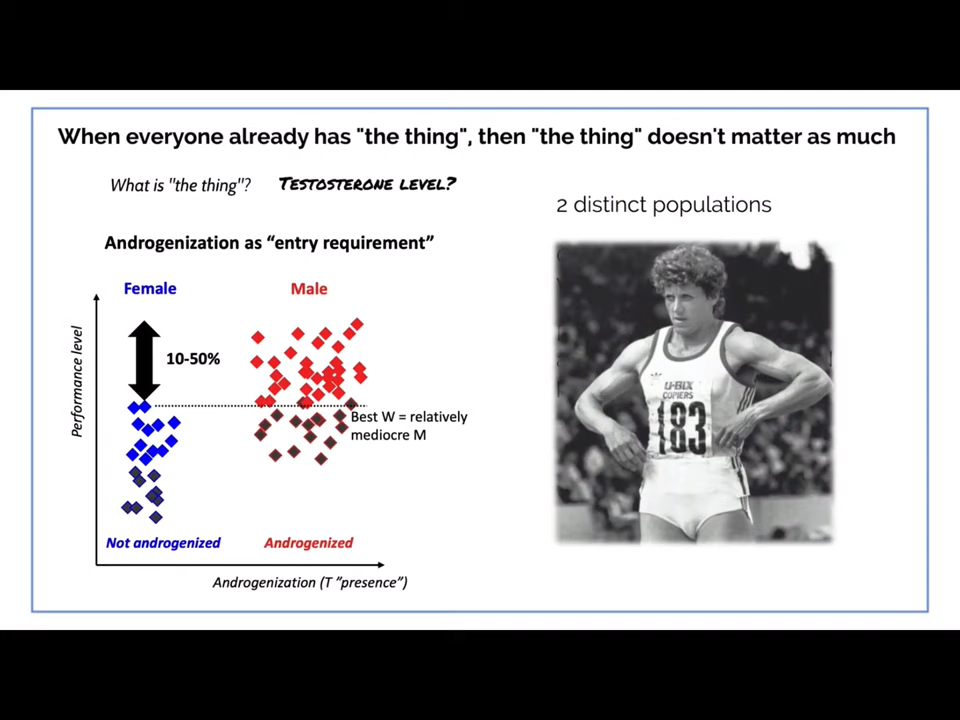 When everyone already has "the thing", then "the thing" doesn't matter as much
What is "the thing"?
TESTOSTERONE LEVEL?
2 distinct populations
Androgenization as “entry requirement”
Female
Male
10-50%
Performance level
Best W = relatively
mediocre M
Not androgenized
Androgenized
Androgenization (T ”presence”)
adidas
U-BIX
COPIERS
183